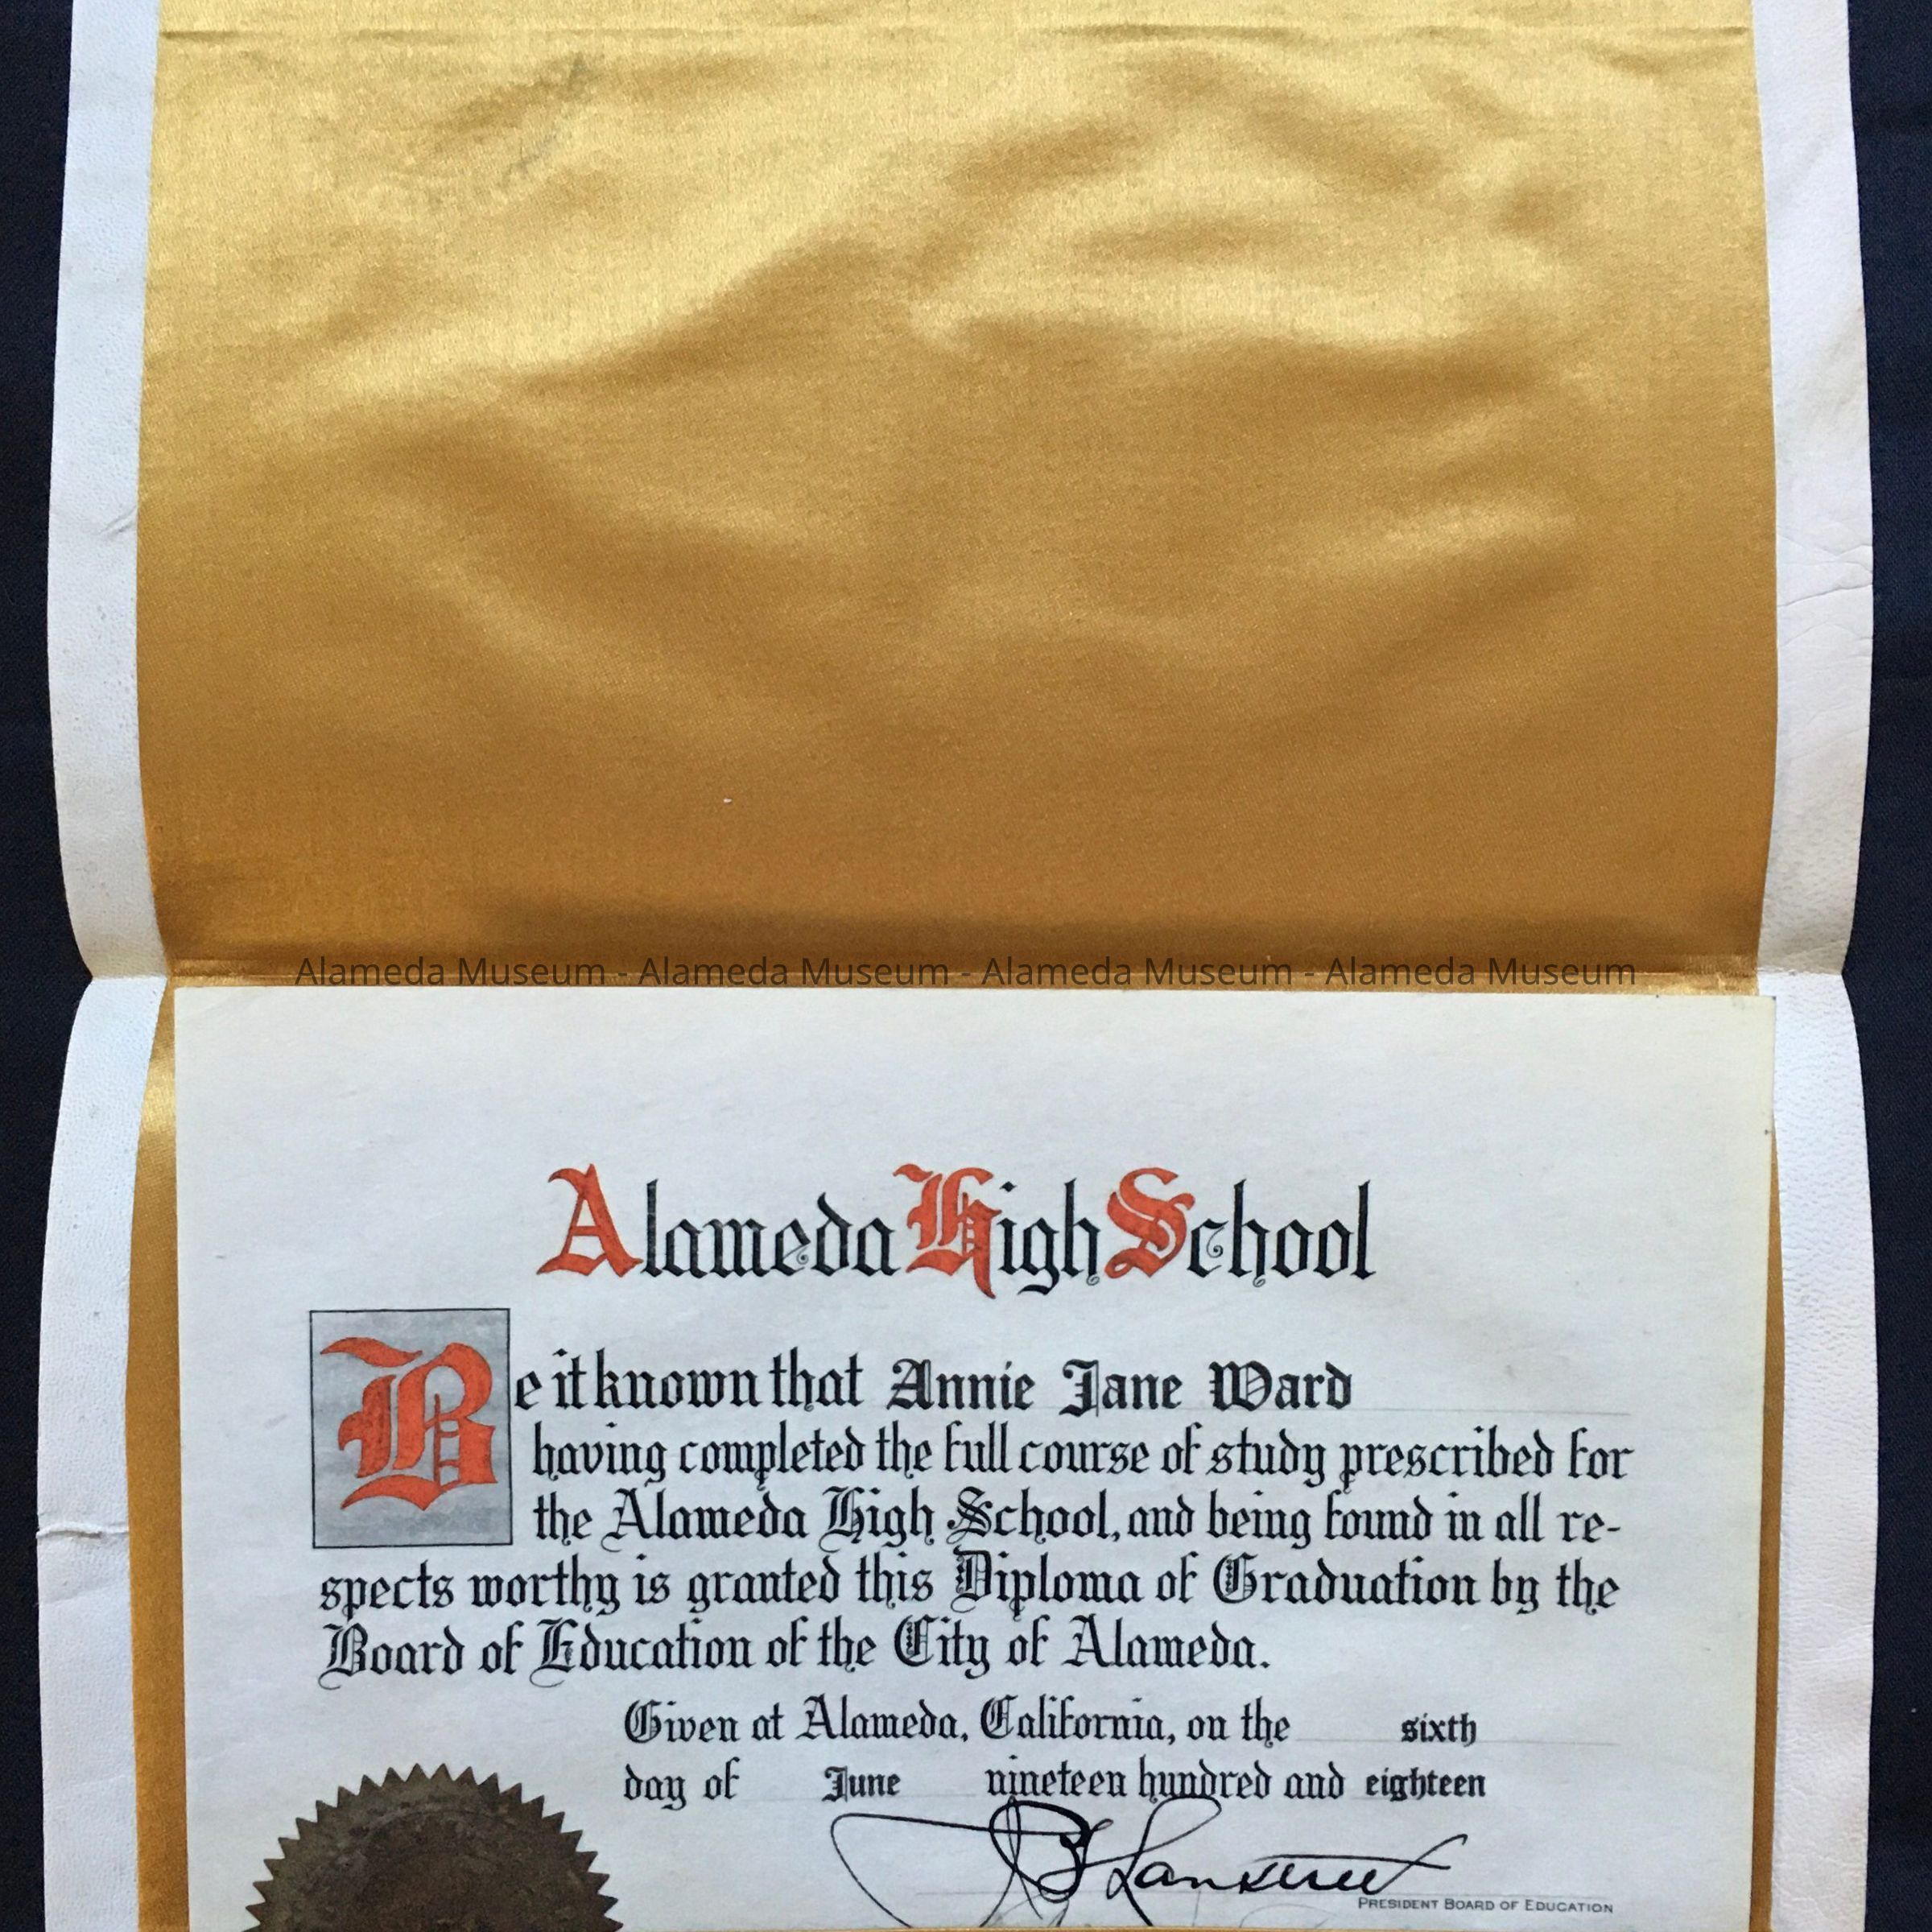 Alameda Museum - Alameda Museum - Alameda Museum - Alameda Museum
Alameda High School
Be it known that Annie Jane Ward
having completed the full course of study prescribed for
the Alameda High School, and being found in all re-
spects worthy is granted this Diploma of Graduation by the
Board of Education of the City of Alameda.
Given at Alameda, California, on the sixth
day of June nineteen hundred and eighteen
PRESIDENT BOARD OF EDUCATION